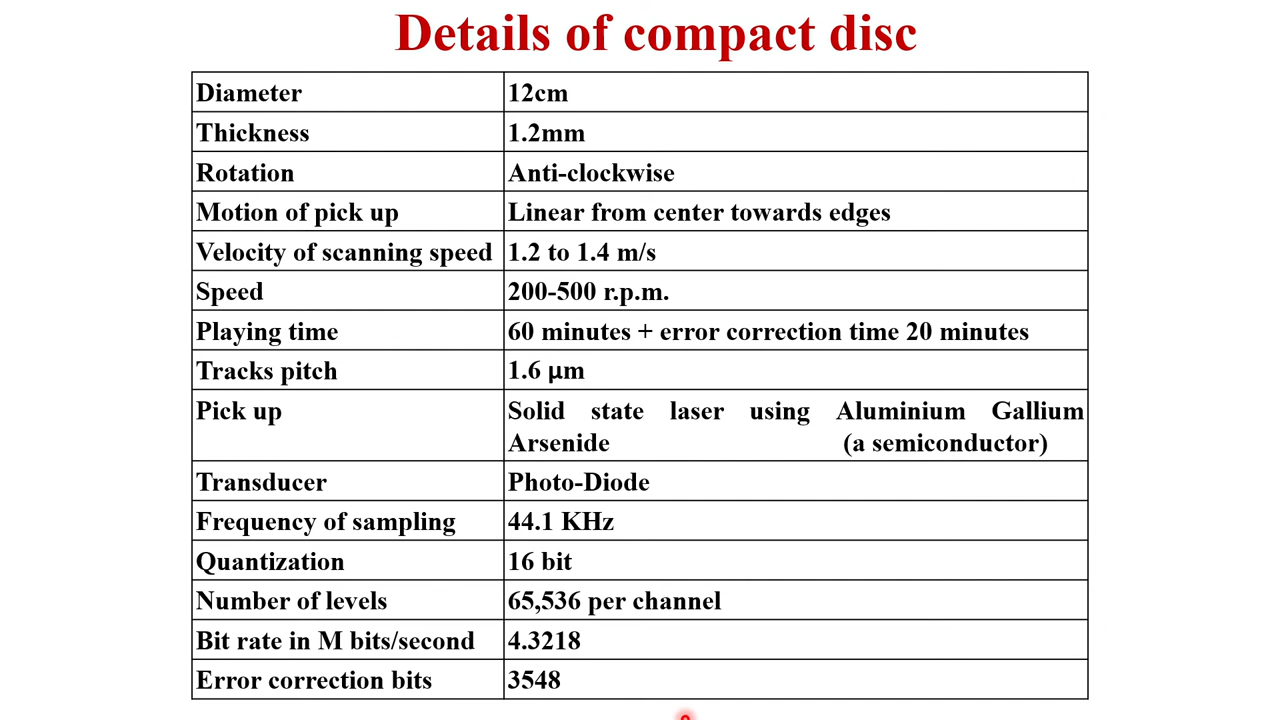 Details of compact disc
Diameter 12cm
Thickness 1.2mm
Rotation Anti-clockwise
Motion of pick up Linear from center towards edges
Velocity of scanning speed 1.2 to 1.4 m/s
Speed 200-500 r.p.m.
Playing time 60 minutes + error correction time 20 minutes
Tracks pitch 1.6 µm
Pick up Solid state laser using Aluminium Gallium
Arsenide (a semiconductor)
Transducer Photo-Diode
Frequency of sampling 44.1 KHz
Quantization 16 bit
Number of levels 65,536 per channel
Bit rate in M bits/second 4.3218
Error correction bits 3548